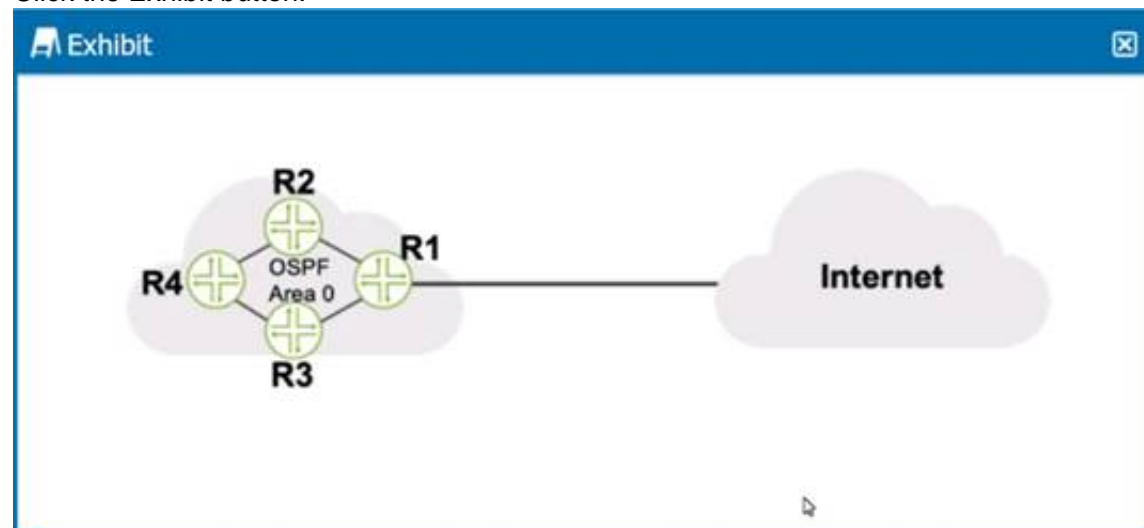 Click the Exhibit button.
Exhibit
R2
R1
R4
OSPF
Area 0
Internet
R3